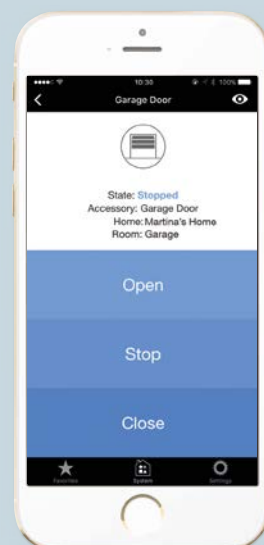 10:30 100%
Garage Door
State: Stopped
Accessory: Garage Door
Home: Martina's Home
Room: Garage
Open
Stop
Close
Favorites System Settings